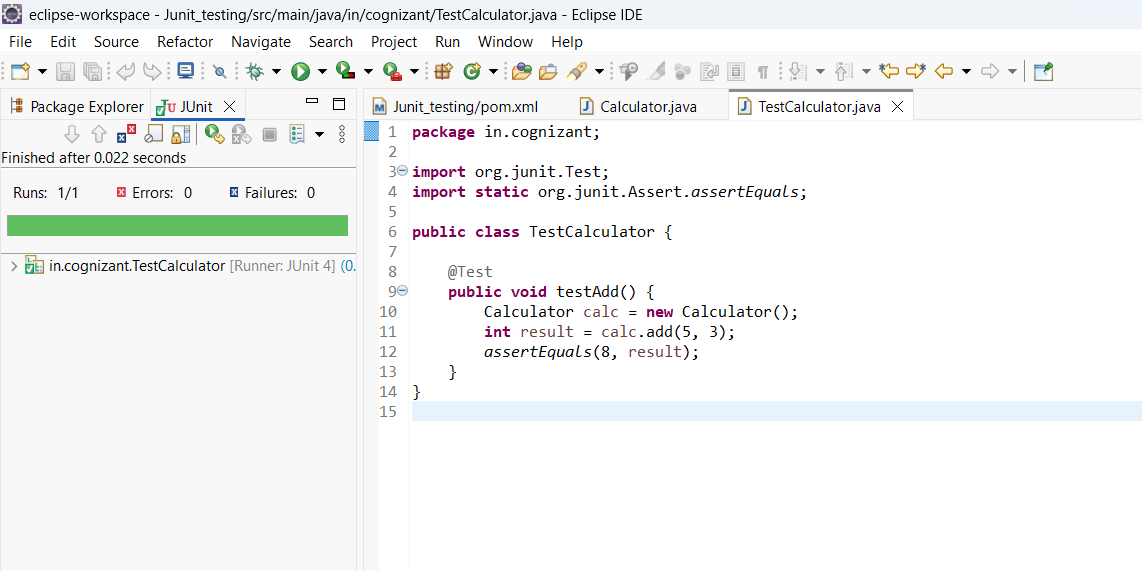 eclipse-workspace - Junit_testing/src/main/java/in/cognizant/TestCalculator.java - Eclipse IDE
File Edit Source Refactor Navigate Search Project Run Window Help
Package Explorer JUnit
Junit_testing/pom.xml Calculator.java TestCalculator.java
Finished after 0.022 seconds
Runs: 1/1 Errors: 0 Failures: 0
in.cognizant.TestCalculator [Runner: JUnit 4] (0.
1 package in.cognizant;
2
3 import org.junit.Test;
4 import static org.junit.Assert.assertEquals;
5
6 public class TestCalculator {
7
8 @Test
9 public void testAdd() {
10 Calculator calc = new Calculator();
11 int result = calc.add(5, 3);
12 assertEquals(8, result);
13 }
14 }
15